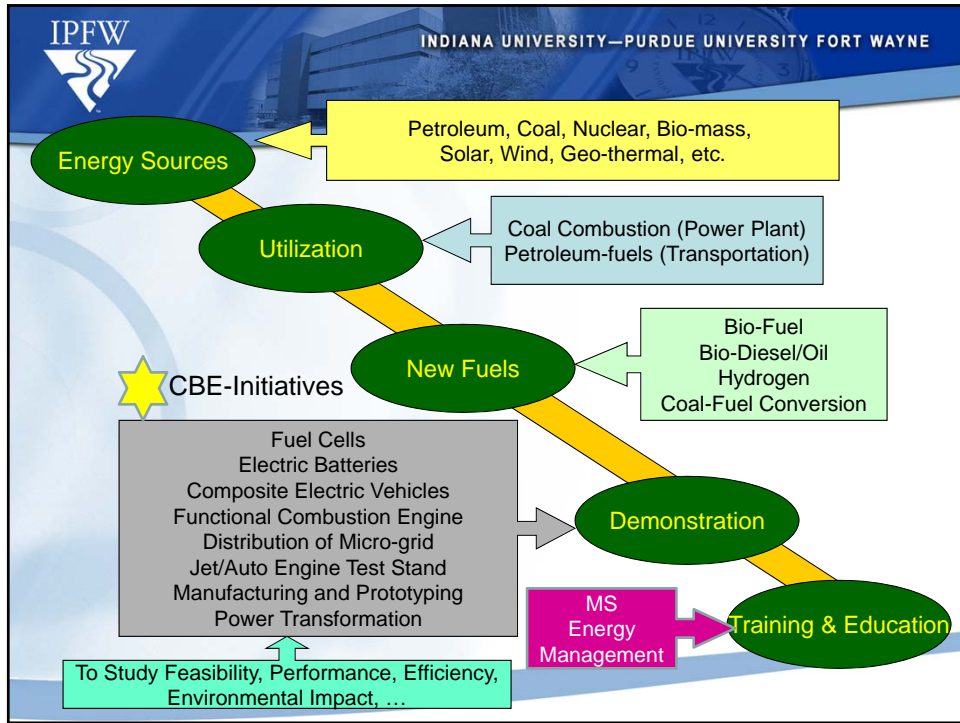 IPFW
INDIANA UNIVERSITY—PURDUE UNIVERSITY FORT WAYNE
Energy Sources
Petroleum, Coal, Nuclear, Bio-mass,
Solar, Wind, Geo-thermal, etc.
Utilization
Coal Combustion (Power Plant)
Petroleum-fuels (Transportation)
New Fuels
Bio-Fuel
Bio-Diesel/Oil
Hydrogen
Coal-Fuel Conversion
CBE-Initiatives
Fuel Cells
Electric Batteries
Composite Electric Vehicles
Functional Combustion Engine
Distribution of Micro-grid
Jet/Auto Engine Test Stand
Manufacturing and Prototyping
Power Transformation
Demonstration
MS
Energy
Management
Training & Education
To Study Feasibility, Performance, Efficiency,
Environmental Impact, …